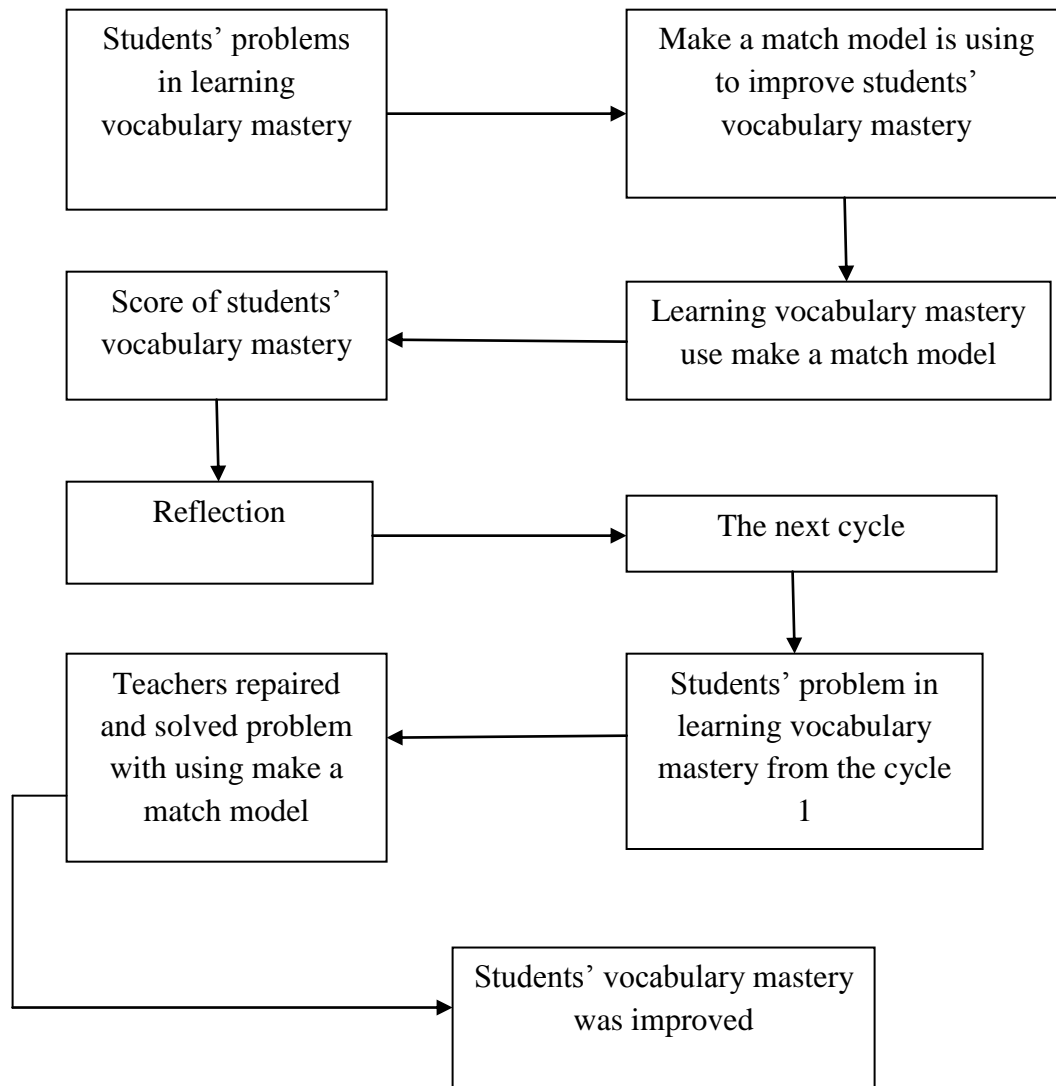 Students’ problems
in learning
vocabulary mastery
Make a match model is using
to improve students’
vocabulary mastery
Score of students’
vocabulary mastery
Learning vocabulary mastery
use make a match model
Reflection
The next cycle
Teachers repaired
and solved problem
with using make a
match model
Students’ problem in
learning vocabulary
mastery from the cycle
1
Students’ vocabulary mastery
was improved